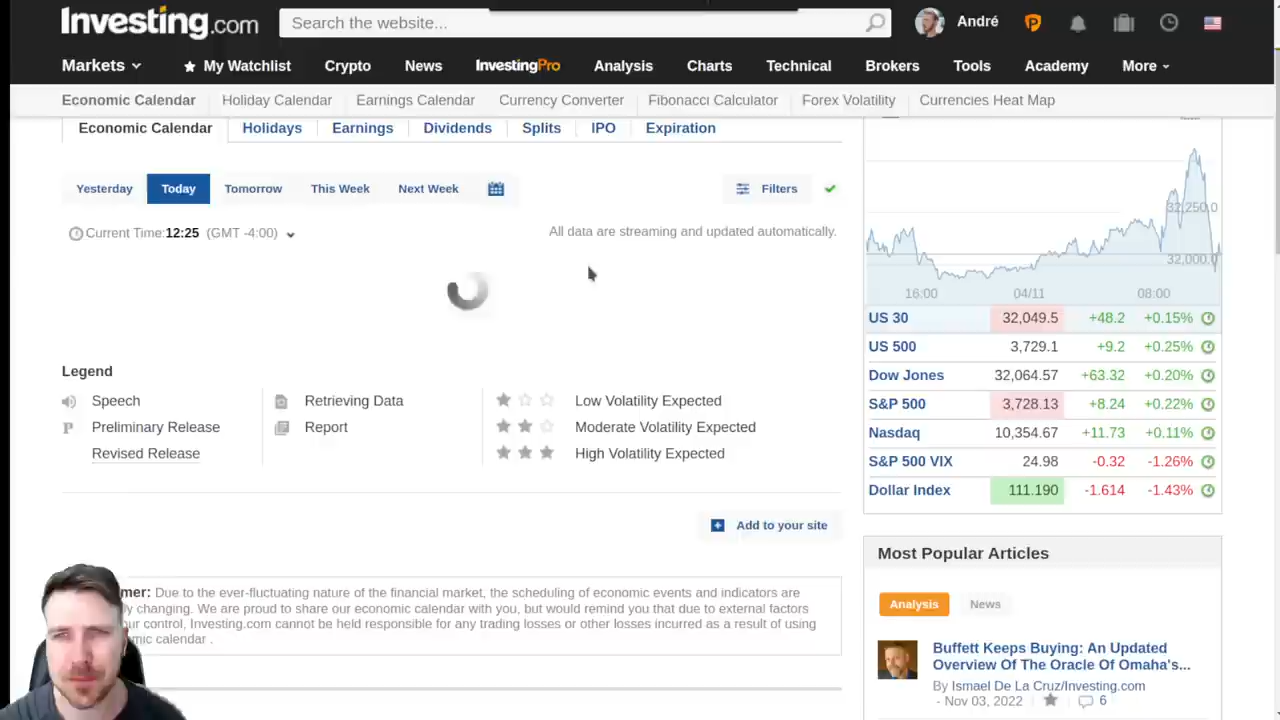 Investing.com
Search the website...
André
Markets
My Watchlist
Crypto
News
InvestingPro
Analysis
Charts
Technical
Brokers
Tools
Academy
More
Economic Calendar
Holiday Calendar
Earnings Calendar
Currency Converter
Fibonacci Calculator
Forex Volatility
Currencies Heat Map
Economic Calendar
Holidays
Earnings
Dividends
Splits
IPO
Expiration
Yesterday
Today
Tomorrow
This Week
Next Week
Filters
Current Time:12:25 (GMT -4:00)
All data are streaming and updated automatically.
Legend
Speech
Preliminary Release
Revised Release
Retrieving Data
Report
Low Volatility Expected
Moderate Volatility Expected
High Volatility Expected
Add to your site
mer: Due to the ever-fluctuating nature of the financial market, the scheduling of economic events and indicators are
y changing. We are proud to share our economic calendar with you, but would remind you that due to external factors
ur control, Investing.com cannot be held responsible for any trading losses or other losses incurred as a result of using
mic calendar .
32,250.0
32,000.0
16:00
04/11
08:00
US 30 32,049.5 +48.2 +0.15%
US 500 3,729.1 +9.2 +0.25%
Dow Jones 32,064.57 +63.32 +0.20%
S&P 500 3,728.13 +8.24 +0.22%
Nasdaq 10,354.67 +11.73 +0.11%
S&P 500 VIX 24.98 -0.32 -1.26%
Dollar Index 111.190 -1.614 -1.43%
Most Popular Articles
Analysis
News
Buffett Keeps Buying: An Updated
Overview Of The Oracle Of Omaha's...
By Ismael De La Cruz/Investing.com
- Nov 03, 2022
6